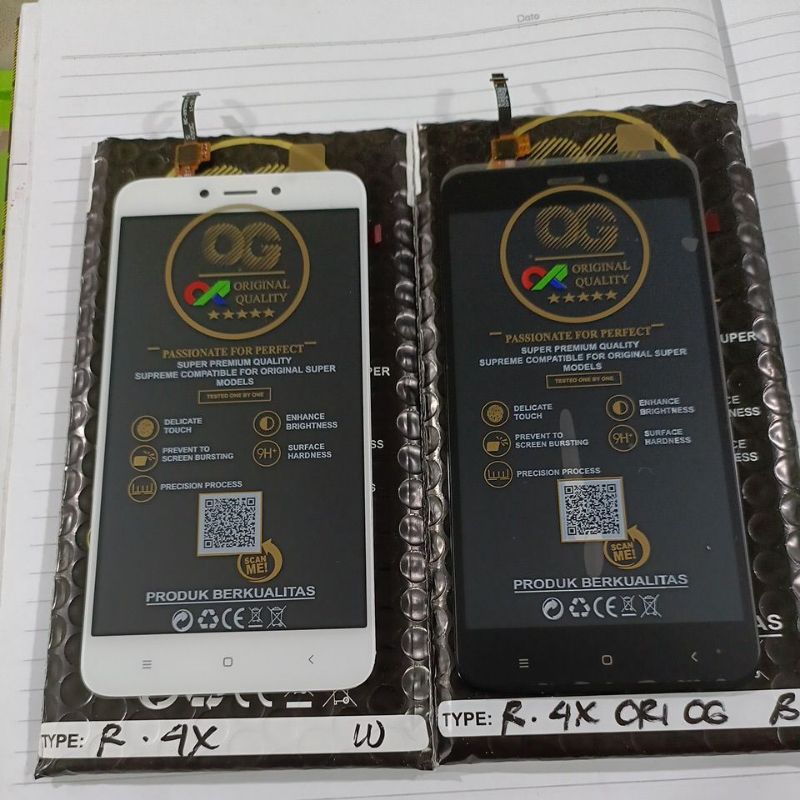 Date
OG
ORIGINAL
QUALITY
PASSIONATE FOR PERFECT
SUPER PREMIUM QUALITY
SUPREME COMPATIBLE FOR ORIGINAL SUPER
MODELS
TESTED ONE BY ONE
DELICATE
TOUCH
ENHANCE
BRIGHTNESS
PREVENT TO
SCREEN BURSTING
9H+
SURFACE
HARDNESS
PRECISION PROCESS
SCAN
ME!
PRODUK BERKUALITAS
CE
TYPE: R. 4X W
OG
ORIGINAL
QUALITY
PASSIONATE FOR PERFECT
SUPER PREMIUM QUALITY
SUPREME COMPATIBLE FOR ORIGINAL SUPER
MODELS
TESTED ONE BY ONE
DELICATE
TOUCH
ENHANCE
BRIGHTNESS
PREVENT TO
SCREEN BURSTING
9H+
SURFACE
HARDNESS
PRECISION PROCESS
SCAN
ME!
PRODUK BERKUALITAS
CE
TYPE: R. 4X ORI OG B